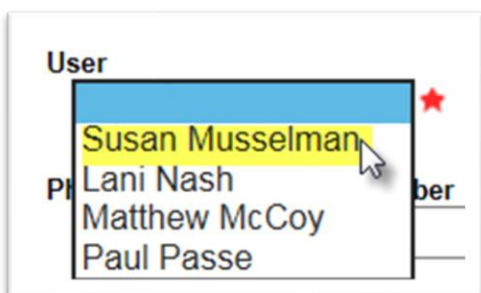 User
Susan Musselman
Lani Nash
Matthew McCoy
Paul Passe